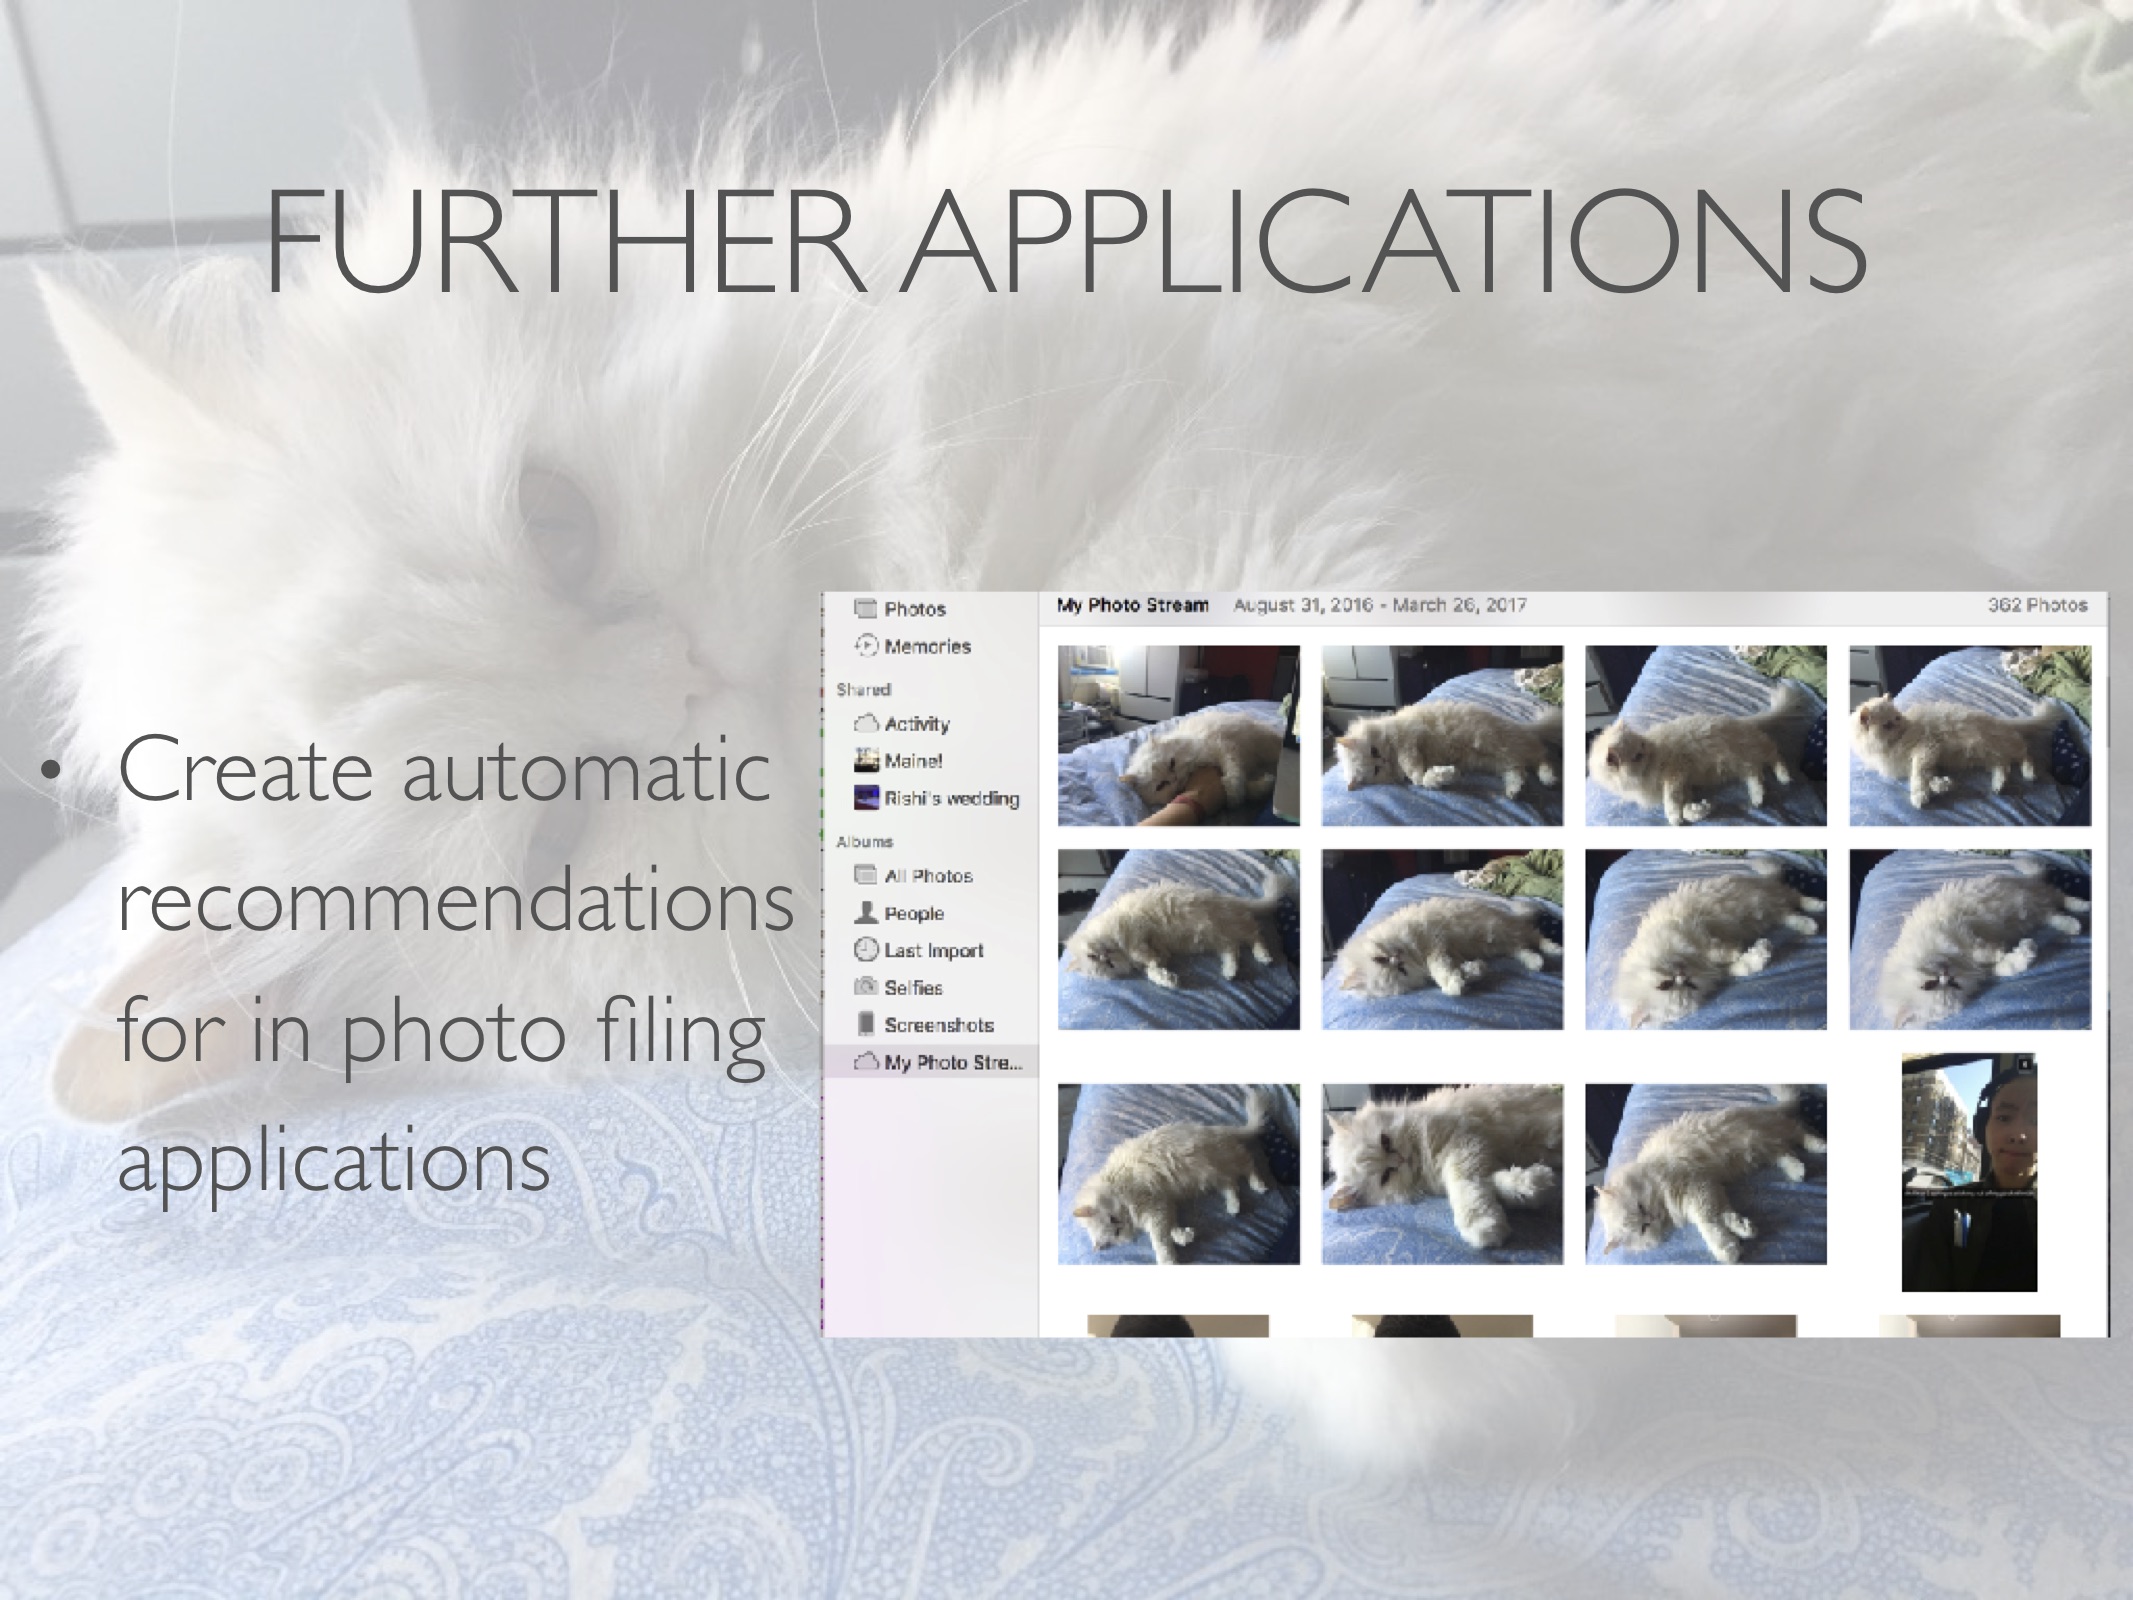 FURTHER APPLICATIONS
• Create automatic
recommendations
for in photo filing
applications
Photos
Memories
Shared
Activity
Maine!
Rishi's wedding
Albums
All Photos
People
Last Import
Selfies
Screenshots
My Photo Stre...
My Photo Stream August 31, 2016 - March 26, 2017 362 Photos